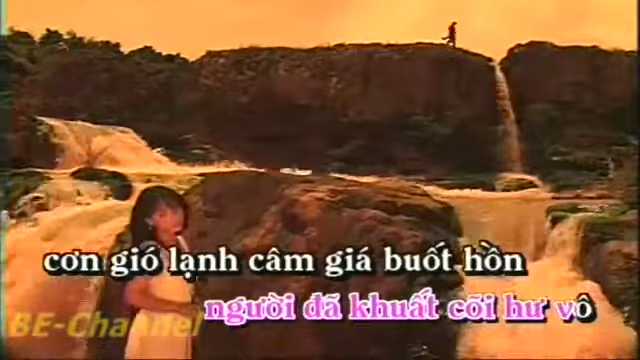 cơn gió lạnh câm giá buốt hồn
người đã khuất cõi hư vô
BE-Channel